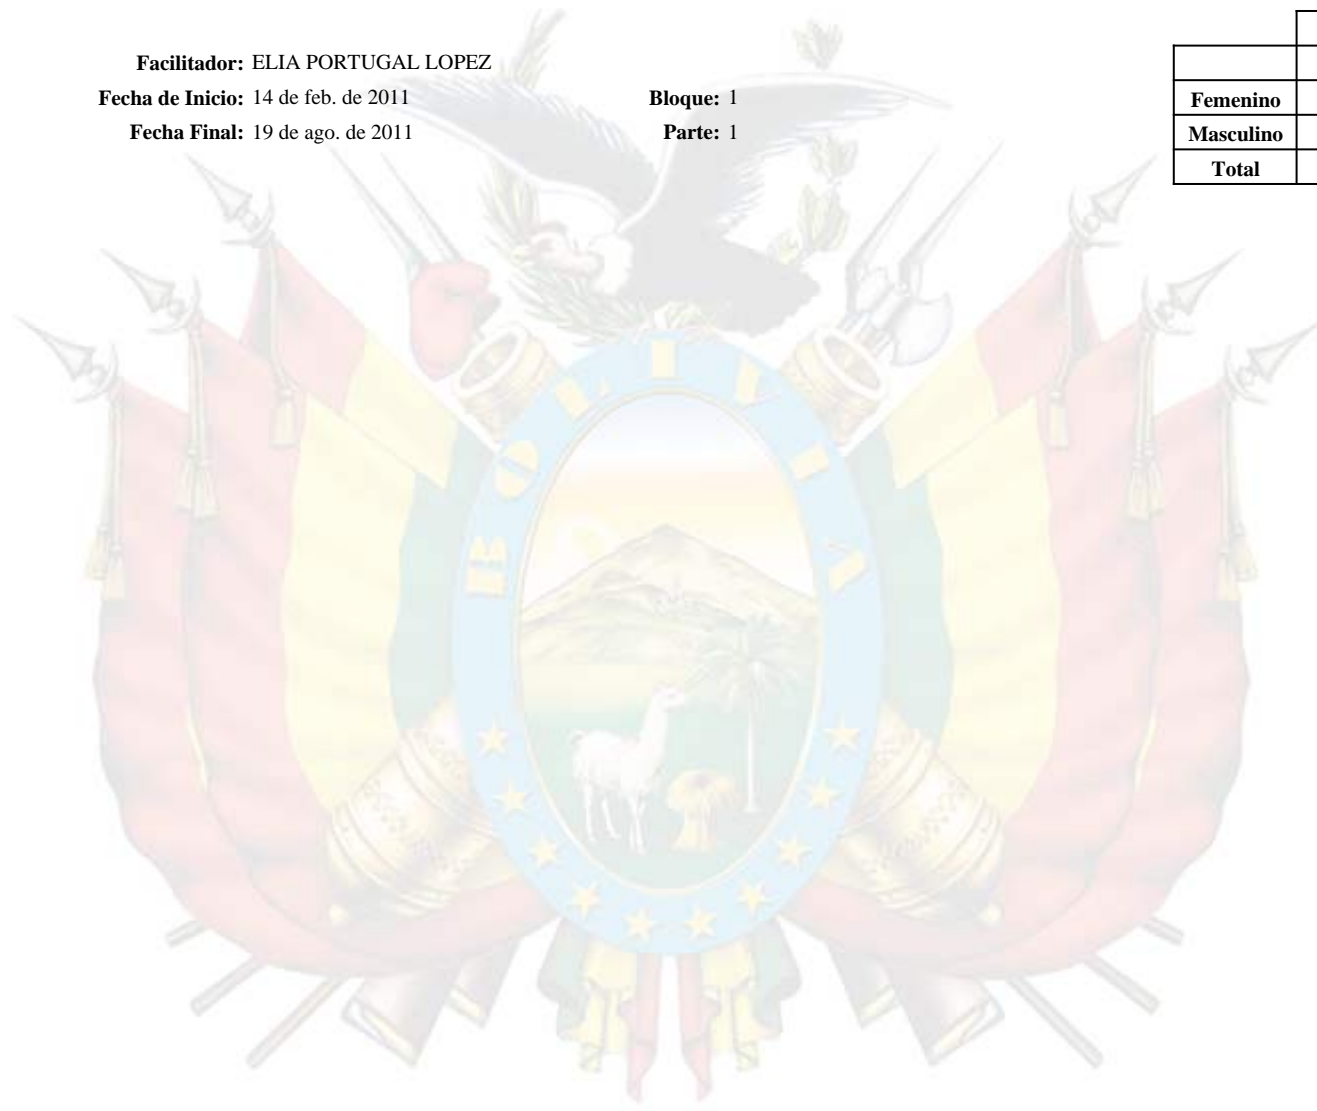 Facilitador: ELIA PORTUGAL LOPEZ
Fecha de Inicio: 14 de feb. de 2011 Bloque: 1
Fecha Final: 19 de ago. de 2011 Parte: 1
Femenino
Masculino
Total
BOLIVIA